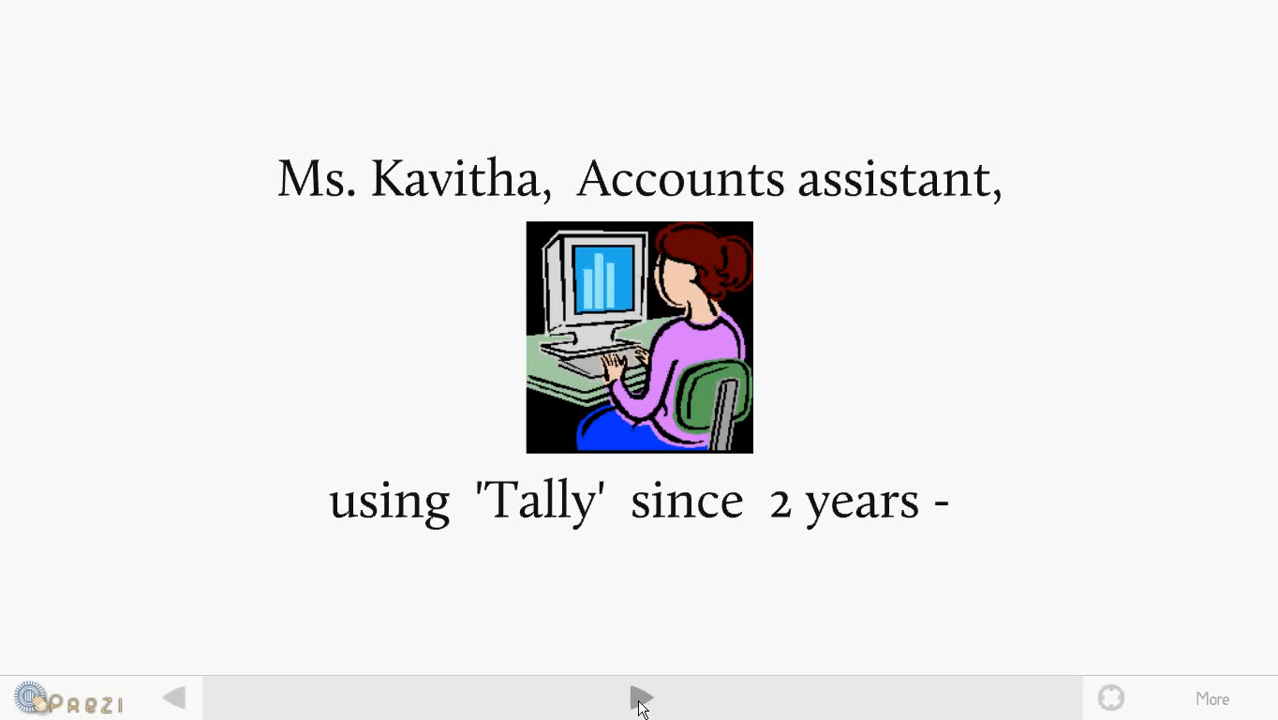 Ms. Kavitha,  Accounts assistant,
using  'Tally'  since  2 years -
PREZI
More